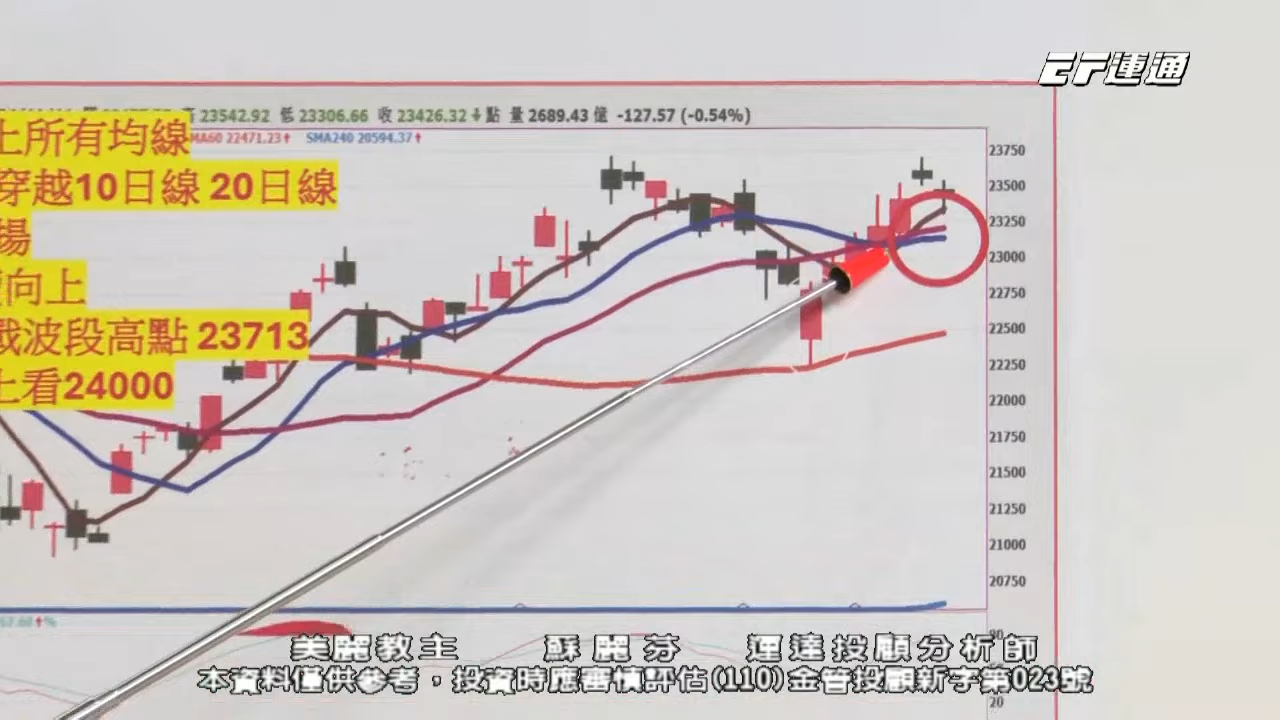 CT運通
23542.92 低 23306.66 收 23426.32↓點 量 2689.43 億 -127.57 (-0.54%)
MA60 22471.23↑ SMA240 20594.37↑
上所有均線
穿越10日線 20日線
揚
向上
戰波段高點 23713
上看24000
23750
23500
23250
23000
22750
22500
22250
22000
21750
21500
21250
21000
20750
80
20
美麗教主 蘇麗芬 運達投顧分析師
本資料僅供參考，投資時應審慎評估(110)金管投顧新字第023號